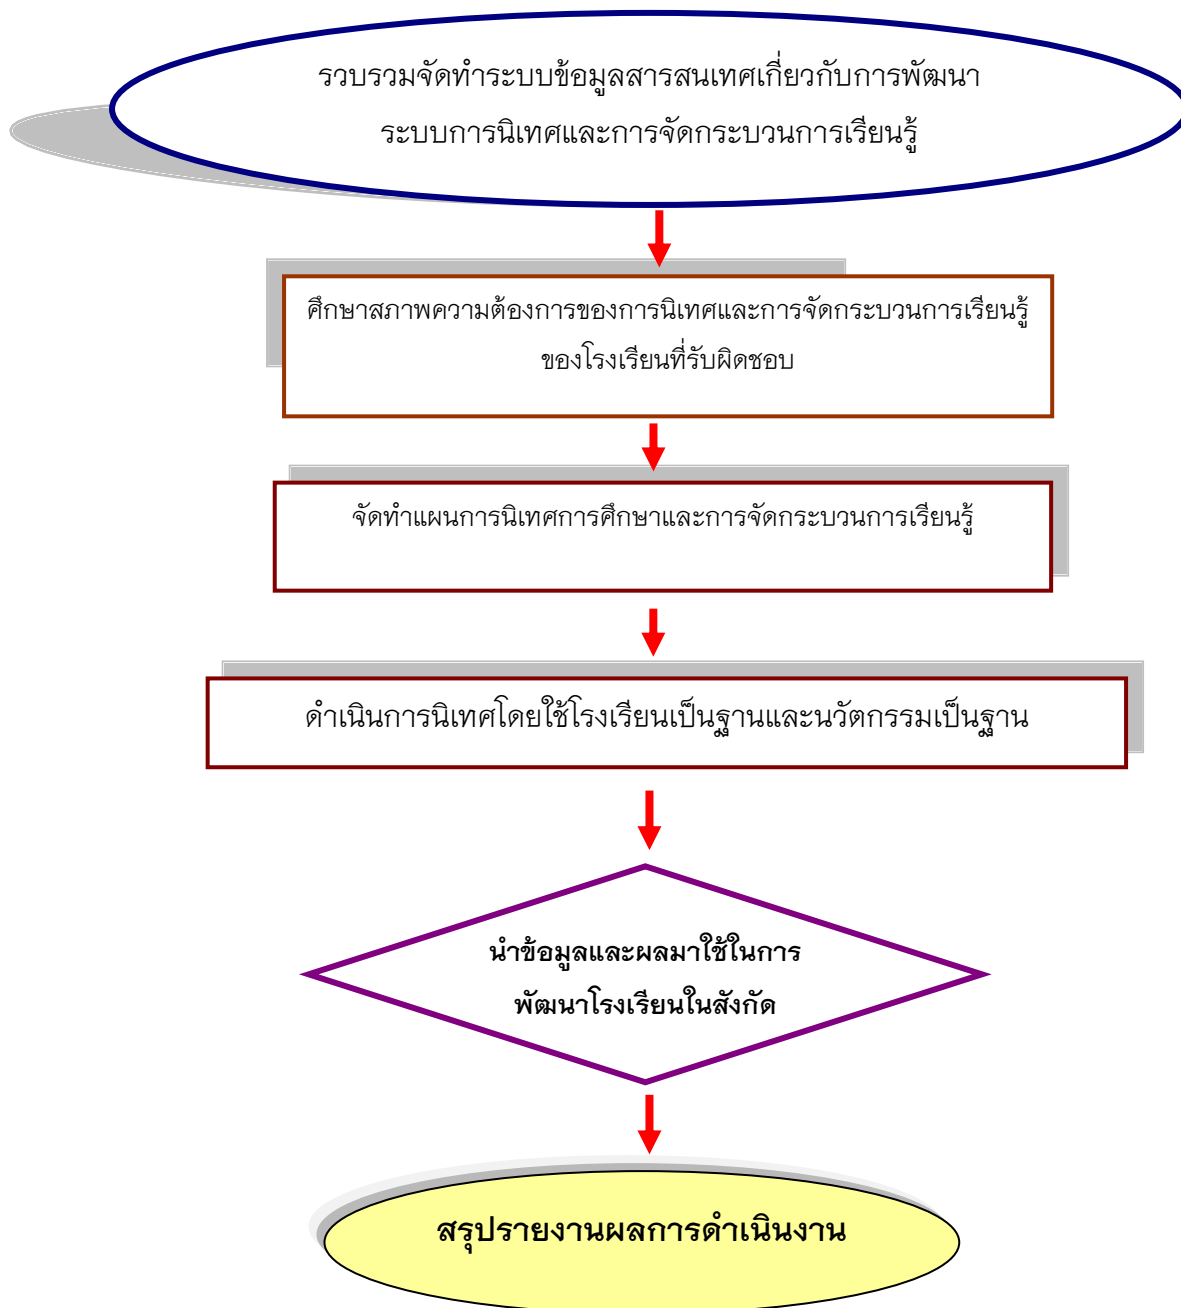 รวบรวมจัดทำระบบข้อมูลสารสนเทศเกี่ยวกับการพัฒนา
ระบบการนิเทศและการจัดกระบวนการเรียนรู้
ศึกษาสภาพความต้องการของการนิเทศและการจัดกระบวนการเรียนรู้
ของโรงเรียนที่รับผิดชอบ
จัดทำแผนการนิเทศการศึกษาและการจัดกระบวนการเรียนรู้
ดำเนินการนิเทศโดยใช้โรงเรียนเป็นฐานและนวัตกรรมเป็นฐาน
นำข้อมูลและผลมาใช้ในการ
พัฒนาโรงเรียนในสังกัด
สรุปรายงานผลการดำเนินงาน